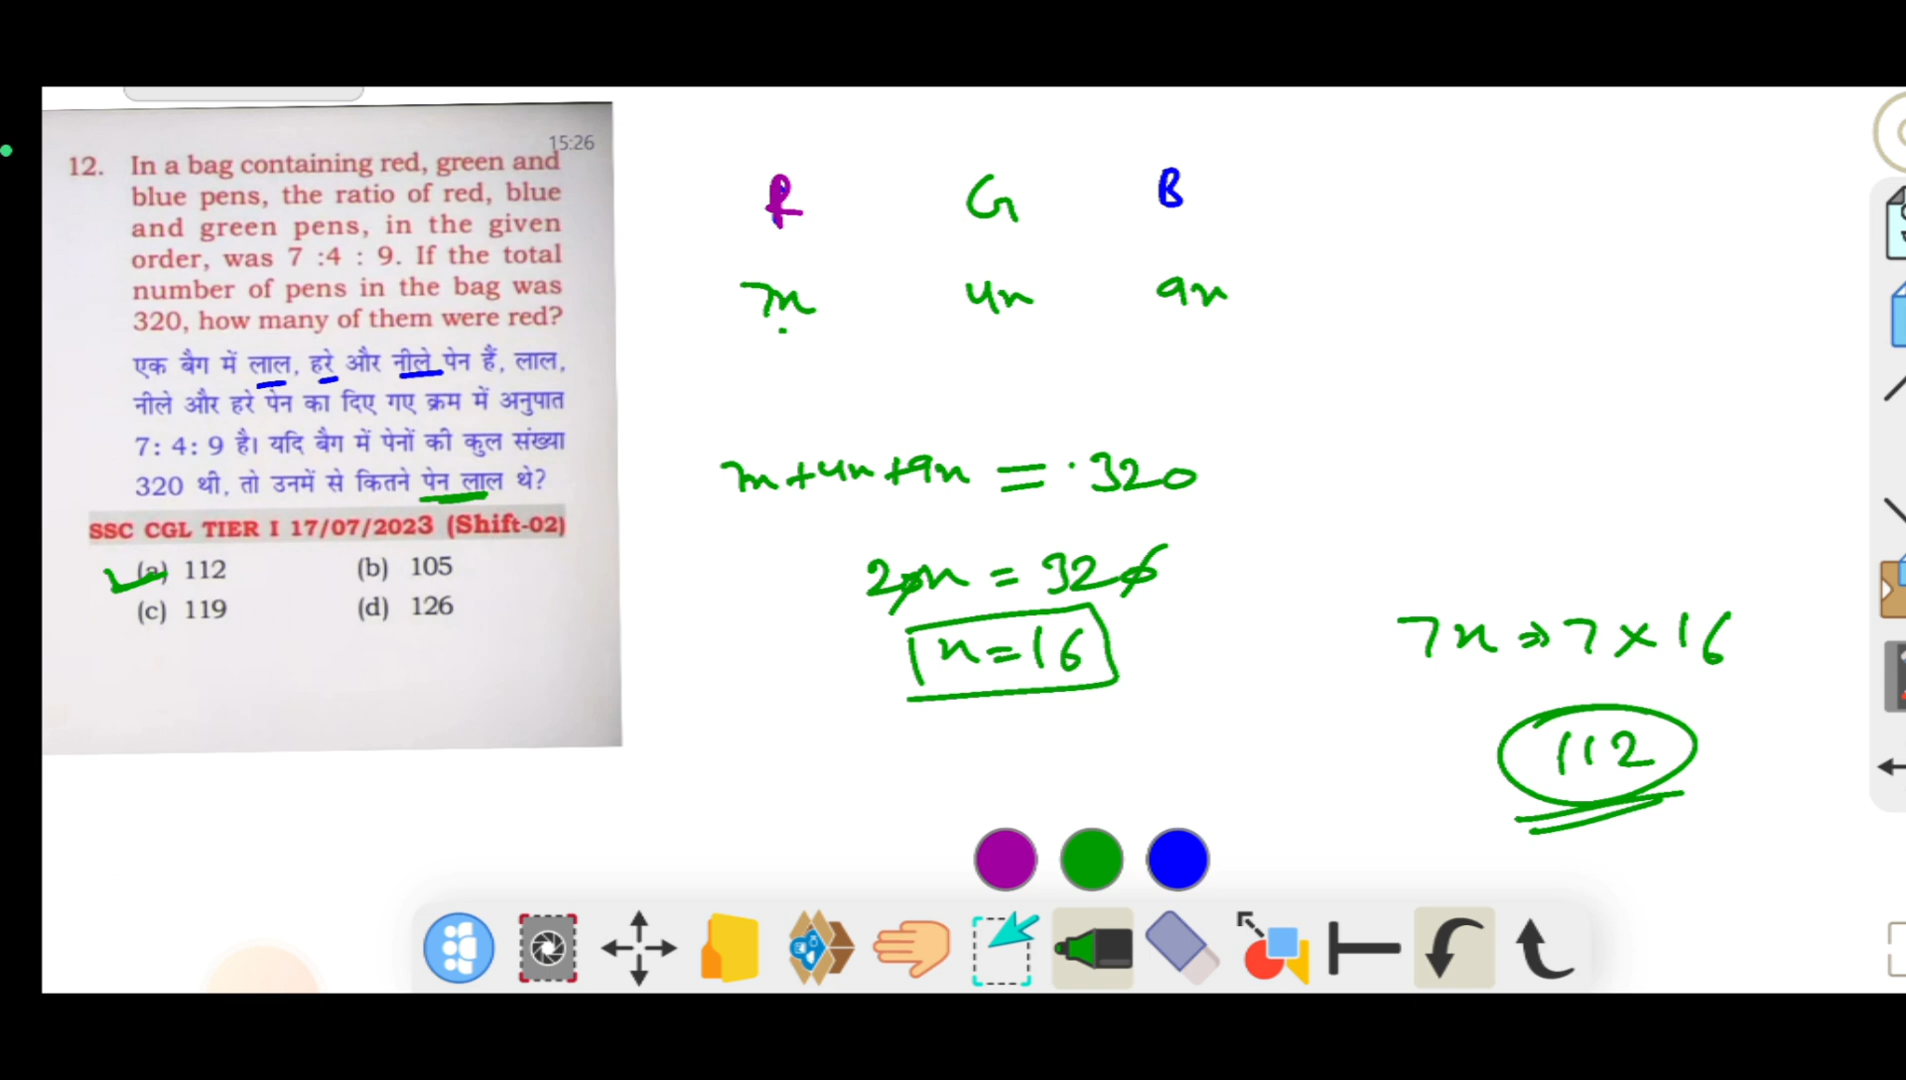 15:26
12. In a bag containing red, green and
blue pens, the ratio of red, blue
and green pens, in the given
order, was 7 :4 : 9. If the total
number of pens in the bag was
320, how many of them were red?
एक बैग में लाल, हरे और नीले पेन हैं, लाल,
नीले और हरे पेन का दिए गए क्रम में अनुपात
7: 4: 9 है। यदि बैग में पेनों की कुल संख्या
320 थी, तो उनमें से कितने पेन लाल थे?
SSC CGL TIER I 17/07/2023 (Shift-02)
(a) 112 (b) 105
(c) 119 (d) 126
R G B
7x 4x 9x
7x+4x+9x = 320
20x = 320
x=16
7x ⇒ 7 × 16
112